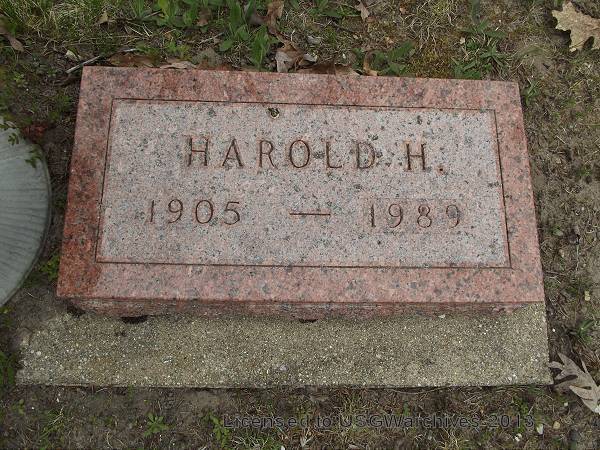 HAROLD H.
1905 — 1989
Licensed to USGWarchives-2013